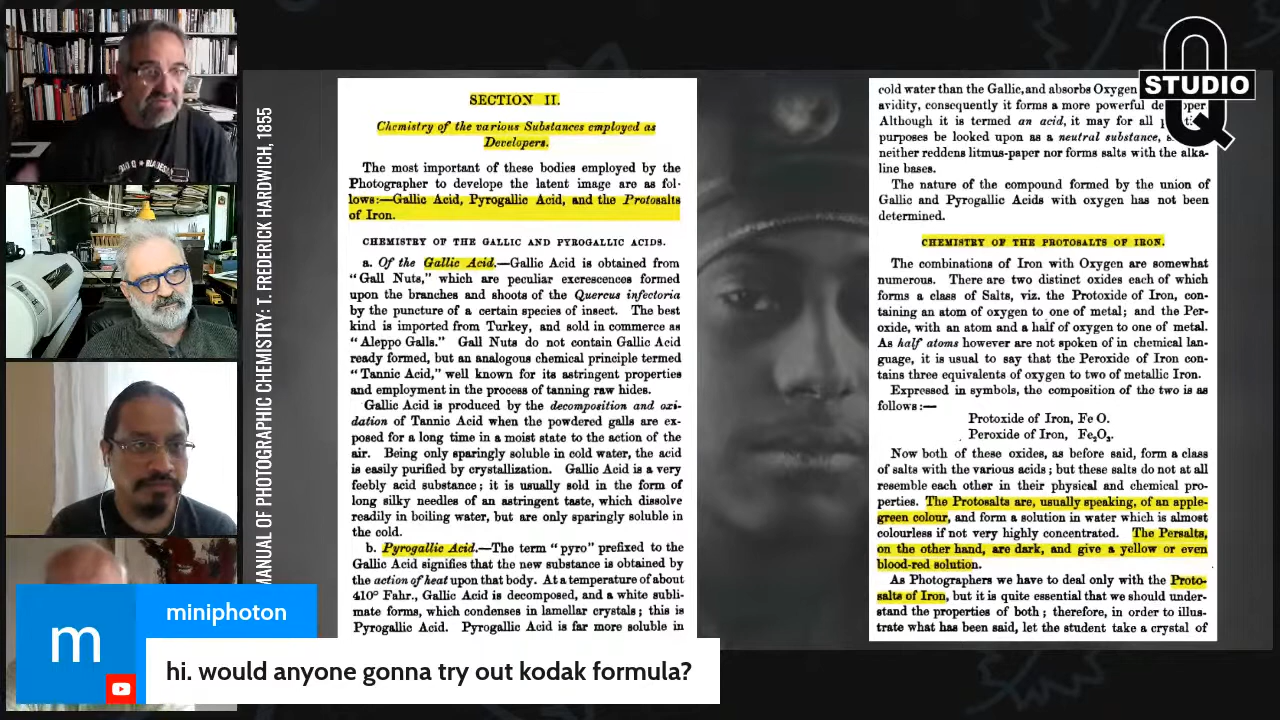 STUDIO
Q
MANUAL OF PHOTOGRAPHIC CHEMISTRY: T. FREDERICK HARDWICH, 1855
SECTION II.
Chemistry of the various Substances employed as
Developers.
The most important of these bodies employed by the
Photographer to develope the latent image are as fol-
lows:—Gallic Acid, Pyrogallic Acid, and the Protosalts
of Iron.
CHEMISTRY OF THE GALLIC AND PYROGALLIC ACIDS.
a. Of the Gallic Acid.—Gallic Acid is obtained from
"Gall Nuts," which are peculiar excrescences formed
upon the branches and shoots of the Quercus infectoria
by the puncture of a certain species of insect. The best
kind is imported from Turkey, and sold in commerce as
"Aleppo Galls." Gall Nuts do not contain Gallic Acid
ready formed, but an analogous chemical principle termed
"Tannic Acid," well known for its astringent properties
and employment in the process of tanning raw hides.
Gallic Acid is produced by the decomposition and oxi-
dation of Tannic Acid when the powdered galls are ex-
posed for a long time in a moist state to the action of the
air. Being only sparingly soluble in cold water, the acid
is easily purified by crystallization. Gallic Acid is a very
feebly acid substance; it is usually sold in the form of
long silky needles of an astringent taste, which dissolve
readily in boiling water, but are only sparingly soluble in
the cold.
b. Pyrogallic Acid.—The term "pyro" prefixed to the
Gallic Acid signifies that the new substance is obtained by
the action of heat upon that body. At a temperature of about
410° Fahr., Gallic Acid is decomposed, and a white subli-
mate forms, which condenses in lamellar crystals; this is
Pyrogallic Acid. Pyrogallic Acid is far more soluble in
cold water than the Gallic, and absorbs Oxygen
avidity, consequently it forms a more powerful
Although it is termed an acid, it may for all
purposes be looked upon as a neutral substance,
neither reddens litmus-paper nor forms salts with the alka-
line bases.
The nature of the compound formed by the union of
Gallic and Pyrogallic Acids with oxygen has not been
determined.
CHEMISTRY OF THE PROTOSALTS OF IRON.
The combinations of Iron with Oxygen are somewhat
numerous. There are two distinct oxides each of which
forms a class of Salts, viz. the Protoxide of Iron, con-
taining an atom of oxygen to one of metal; and the Per-
oxide, with an atom and a half of oxygen to one of metal.
As half atoms however are not spoken of in chemical lan-
guage, it is usual to say that the Peroxide of Iron con-
tains three equivalents of oxygen to two of metallic Iron.
Expressed in symbols, the composition of the two is as
follows:—
Protoxide of Iron, Fe O.
Peroxide of Iron, Fe₂O₃.
Now both of these oxides, as before said, form a class
of salts with the various acids; but these salts do not at all
resemble each other in their physical and chemical pro-
perties. The Protosalts are, usually speaking, of an apple-
green colour, and form a solution in water which is almost
colourless if not very highly concentrated. The Persalts,
on the other hand, are dark, and give a yellow or even
blood-red solution.
As Photographers we have to deal only with the Proto-
salts of Iron, but it is quite essential that we should under-
stand the properties of both; therefore, in order to illus-
trate what has been said, let the student take a crystal of
m
miniphoton
hi. would anyone gonna try out kodak formula?